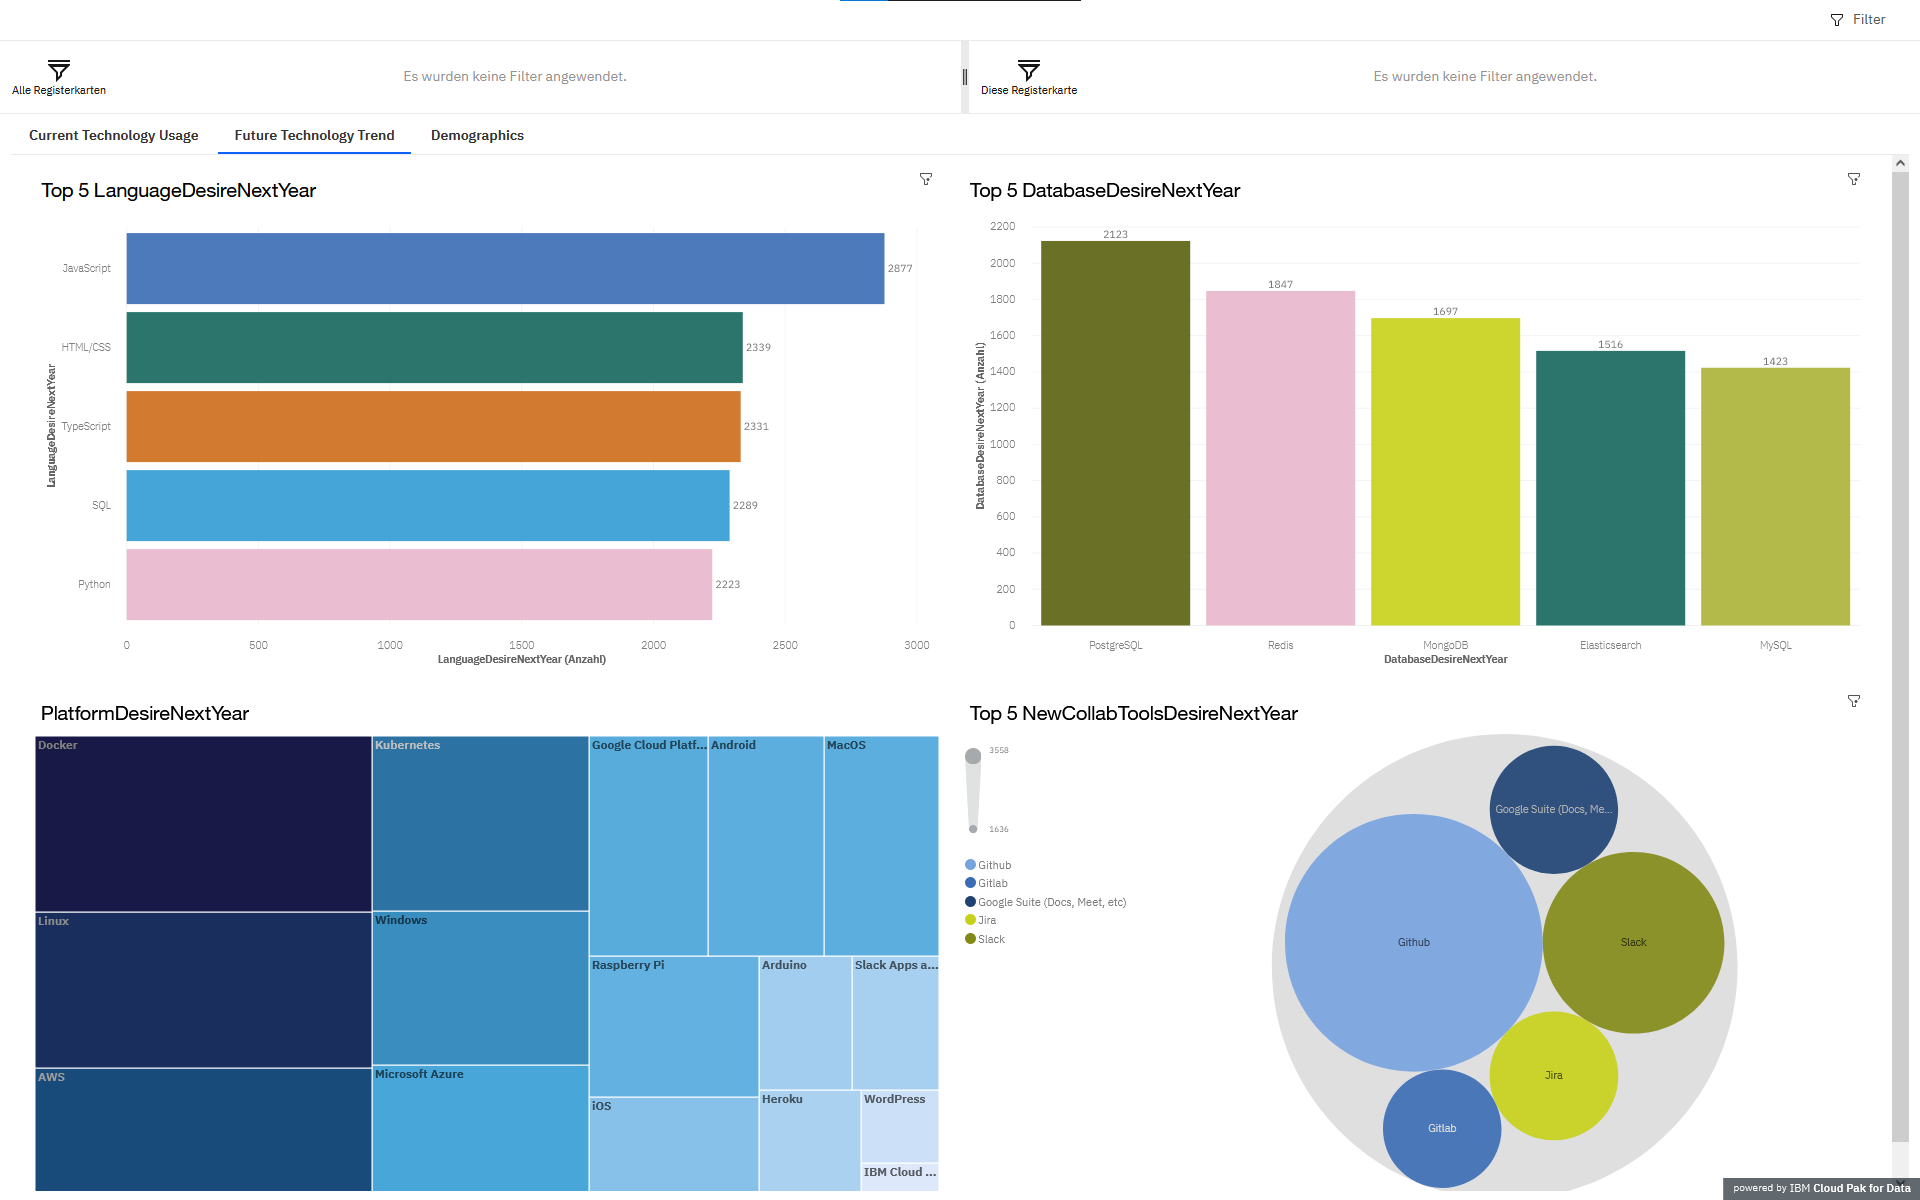 Filter
Alle Registerkarten
Es wurden keine Filter angewendet.
Diese Registerkarte
Es wurden keine Filter angewendet.
Current Technology Usage
Future Technology Trend
Demographics
Top 5 LanguageDesireNextYear
LanguageDesireNextYear
JavaScript
2877
HTML/CSS
2339
TypeScript
2331
SQL
2289
Python
2223
0 500 1000 1500 2000 2500 3000
LanguageDesireNextYear (Anzahl)
Top 5 DatabaseDesireNextYear
DatabaseDesireNextYear (Anzahl)
2200
2000
1800
1600
1400
1200
1000
800
600
400
200
0
2123
1847
1697
1516
1423
PostgreSQL Redis MongoDB Elasticsearch MySQL
DatabaseDesireNextYear
PlatformDesireNextYear
Docker
Kubernetes
Google Cloud Platf...
Android
MacOS
Linux
Windows
Raspberry Pi
Arduino
Slack Apps a...
AWS
Microsoft Azure
iOS
Heroku
WordPress
IBM Cloud ...
Top 5 NewCollabToolsDesireNextYear
3558
1636
Github
Gitlab
Google Suite (Docs, Meet, etc)
Jira
Slack
Google Suite (Docs, Me...
Github
Slack
Jira
Gitlab
powered by IBM Cloud Pak for Data